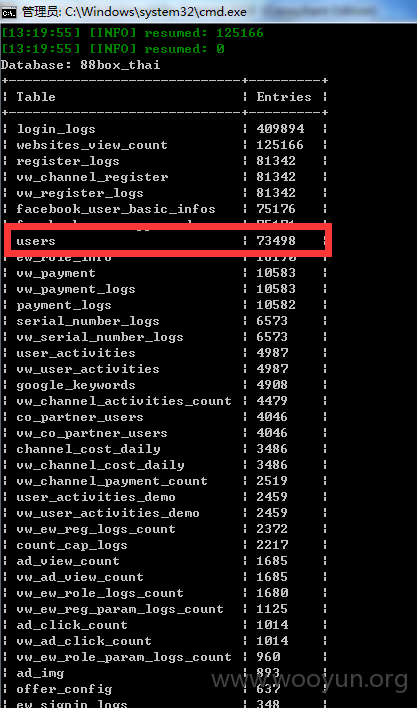 管理员: C:\Windows\system32\cmd.exe
[13:19:55] [INFO] resumed: 125166
[13:19:55] [INFO] resumed: 0
Database: 88box_thai
Table | Entries
login_logs | 409894
websites_view_count | 125166
register_logs | 81342
vw_channel_register | 81342
vw_register_logs | 81342
facebook_user_basic_infos | 75176
users | 73498
vw_payment | 10583
vw_payment_logs | 10583
payment_logs | 10582
serial_number_logs | 6573
vw_serial_number_logs | 6573
user_activities | 4987
vw_user_activities | 4987
google_keywords | 4908
vw_channel_activities_count | 4479
co_partner_users | 4046
vw_co_partner_users | 4046
channel_cost_daily | 3486
vw_channel_cost_daily | 3486
vw_channel_payment_count | 2519
user_activities_demo | 2459
vw_user_activities_demo | 2459
vw_ew_reg_logs_count | 2372
count_cap_logs | 2217
ad_view_count | 1685
vw_ad_view_count | 1685
vw_ew_role_logs_count | 1680
vw_ew_reg_param_logs_count | 1125
ad_click_count | 1014
vw_ad_click_count | 1014
vw_ew_role_param_logs_count | 960
ad_img | 893
offer_config | 637
ew_signin_logs | 348
www.wooyun.org